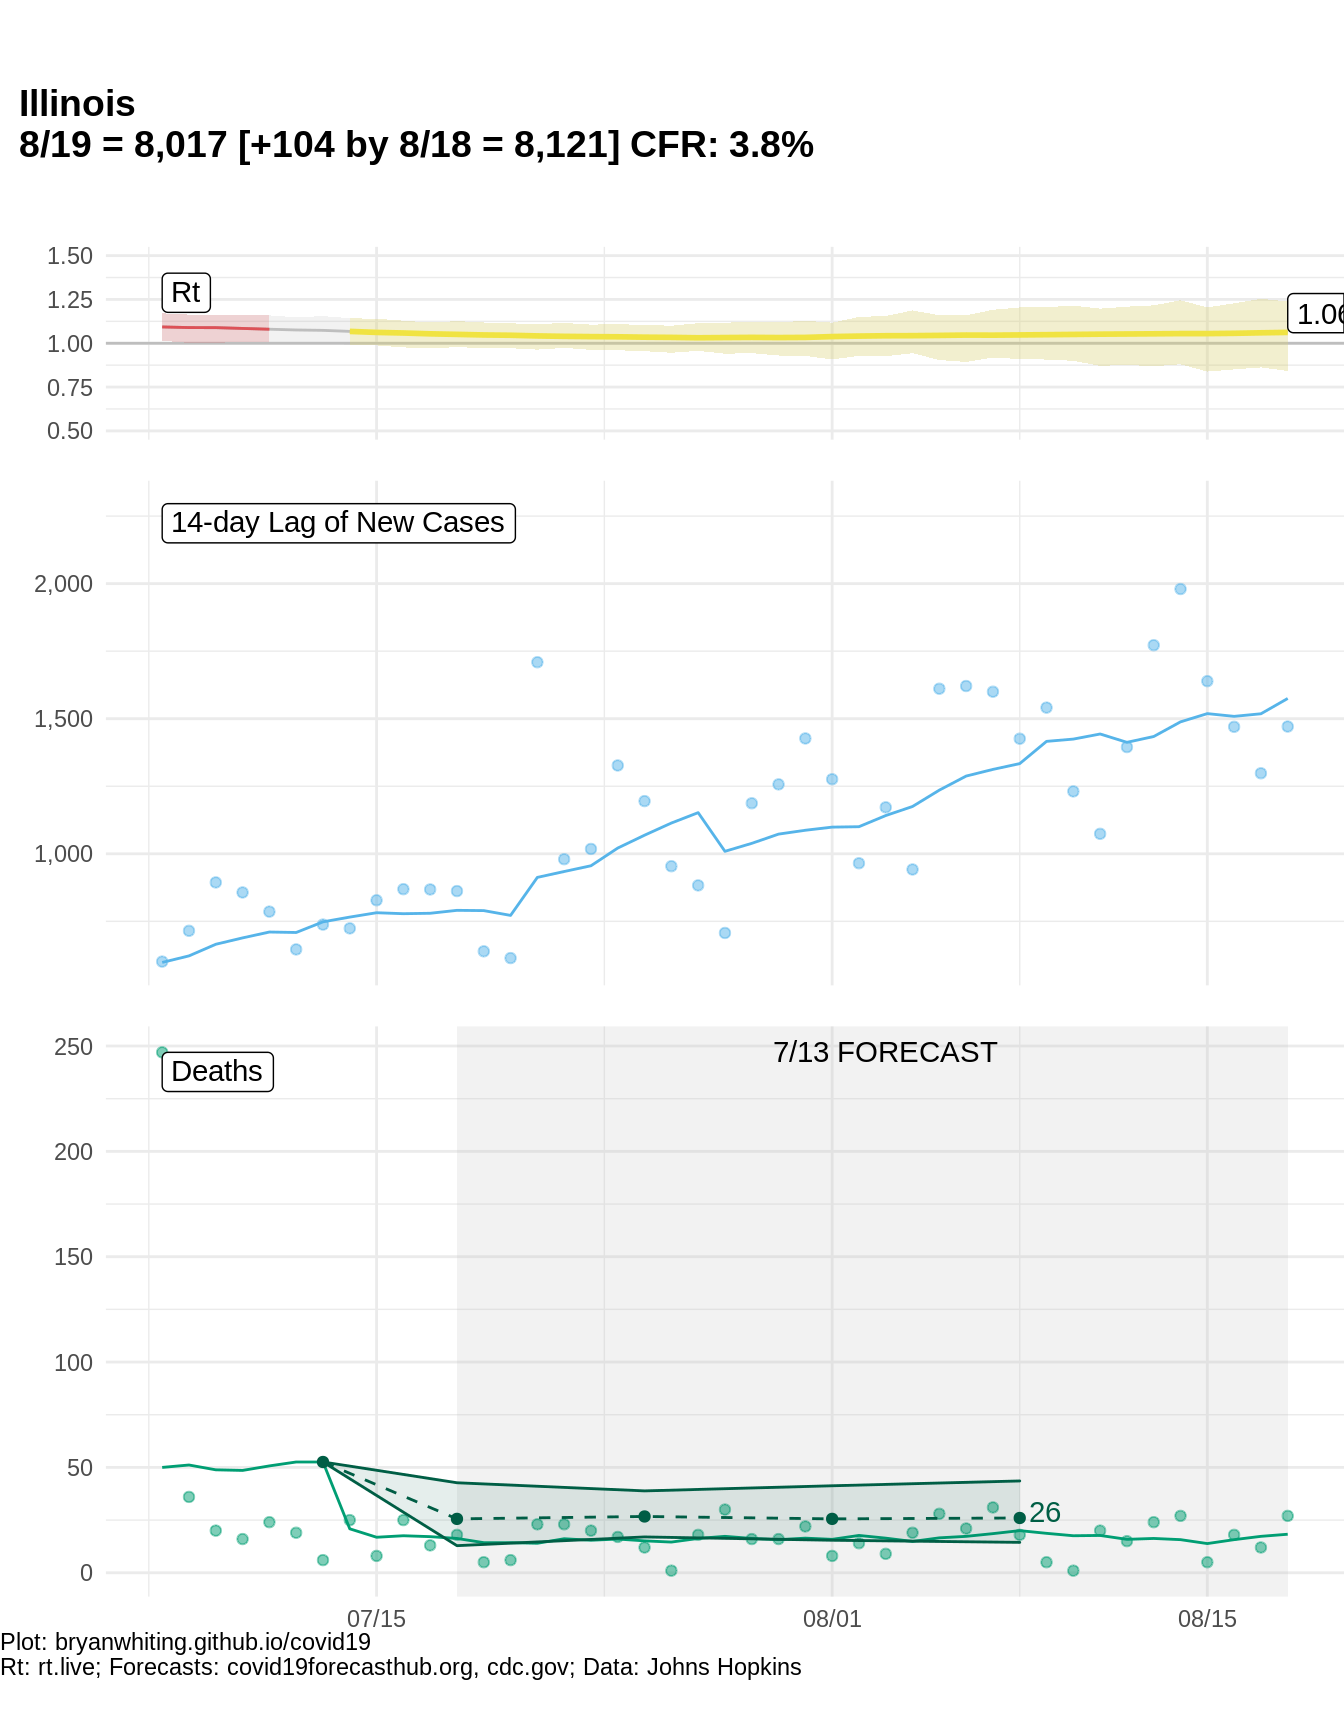 Illinois
8/19 = 8,017 [+104 by 8/18 = 8,121] CFR: 3.8%
1.50
Rt
1.25
1.06
1.00
0.75
0.50
14-day Lag of New Cases
2,000
1,500
1,000
250
7/13 FORECAST
Deaths
200
150
100
50
26
0
07/15 08/01 08/15
Plot: bryanwhiting.github.io/covid19
Rt: rt.live; Forecasts: covid19forecasthub.org, cdc.gov; Data: Johns Hopkins